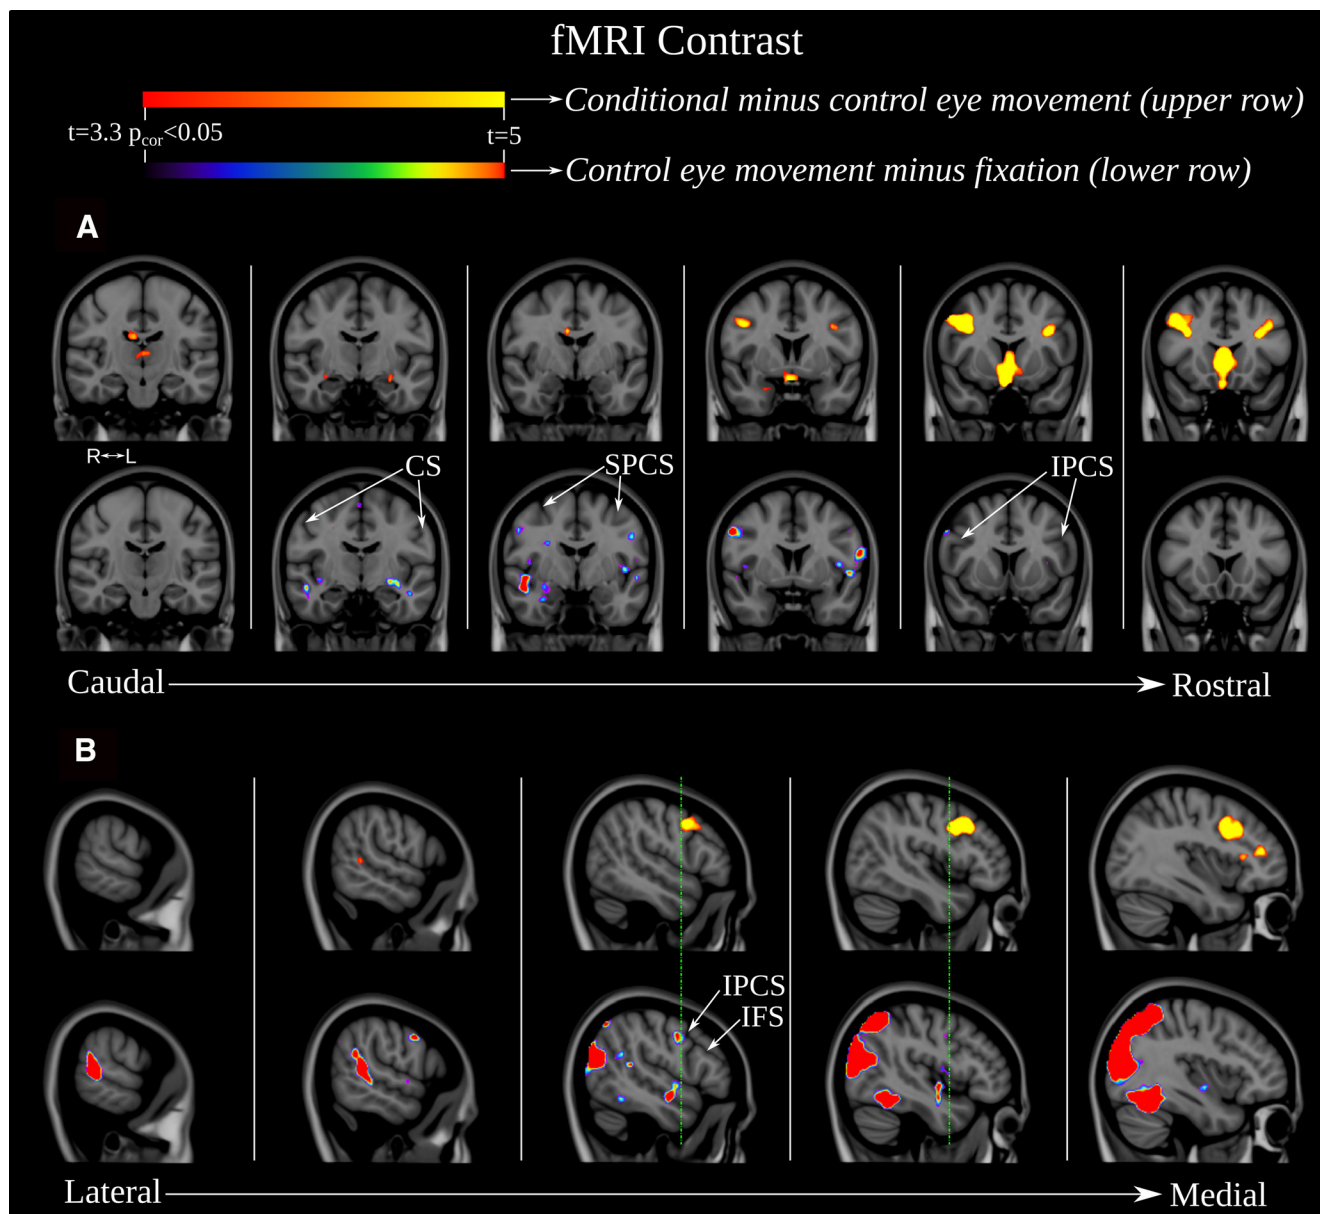 fMRI Contrast
Conditional minus control eye movement (upper row)
t=3.3 pcor<0.05
t=5
Control eye movement minus fixation (lower row)
A
R↔L
CS
SPCS
IPCS
Caudal
Rostral
B
IPCS
IFS
Lateral
Medial